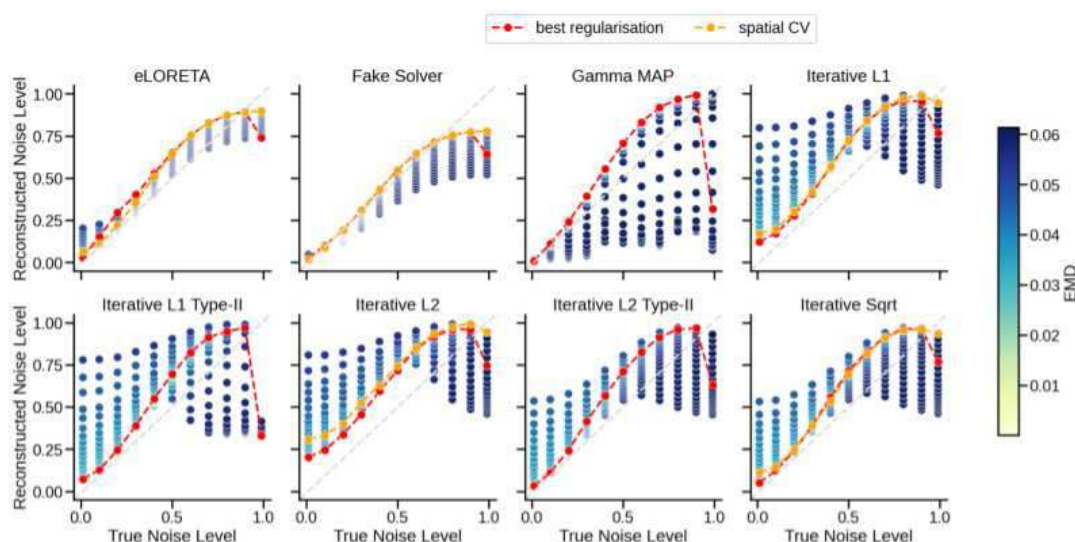 best regularisation spatial CV
eLORETA Fake Solver Gamma MAP Iterative L1
Reconstructed Noise Level
1.00
0.75
0.50
0.25
0.00
Iterative L1 Type-II Iterative L2 Iterative L2 Type-II Iterative Sqrt
Reconstructed Noise Level
1.00
0.75
0.50
0.25
0.00
0.0 0.5 1.0 0.0 0.5 1.0 0.0 0.5 1.0 0.0 0.5 1.0
True Noise Level True Noise Level True Noise Level True Noise Level
0.06
0.05
0.04
0.03
0.02
0.01
EMD